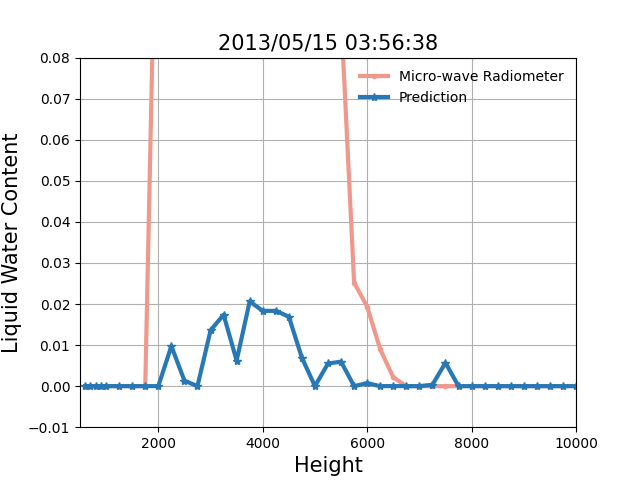 2013/05/15 03:56:38
Micro-wave Radiometer
Prediction
Liquid Water Content
0.08
0.07
0.06
0.05
0.04
0.03
0.02
0.01
0.00
−0.01
2000 4000 6000 8000 10000
Height